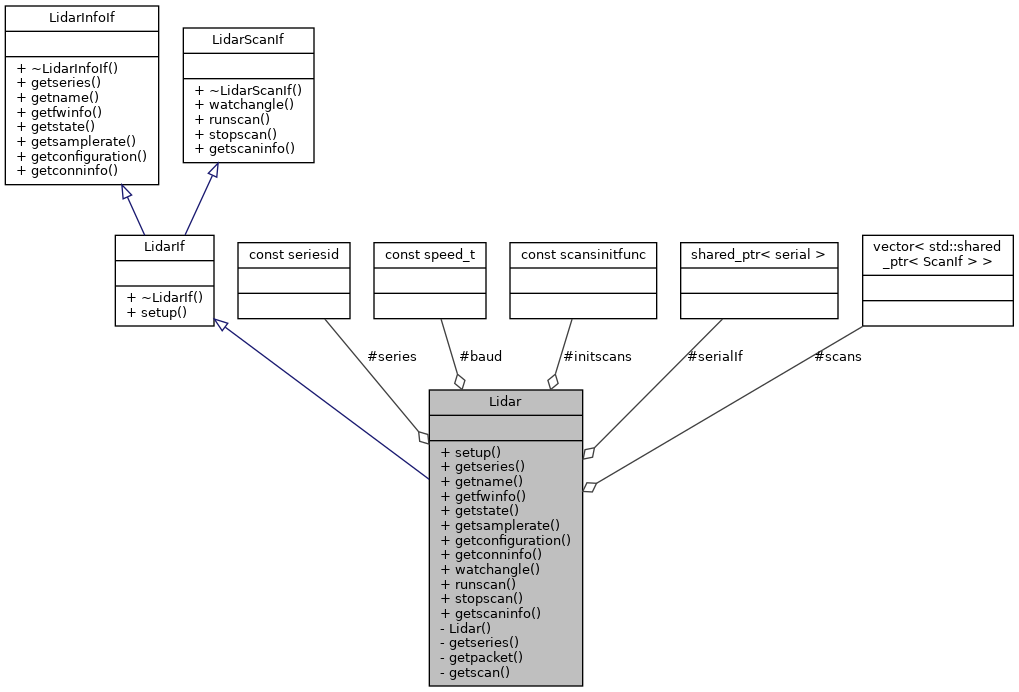 LidarInfoIf
+ ~LidarInfoIf()
+ getseries()
+ getname()
+ getfwinfo()
+ getstate()
+ getsamplerate()
+ getconfiguration()
+ getconninfo()
LidarScanIf
+ ~LidarScanIf()
+ watchangle()
+ runscan()
+ stopscan()
+ getscaninfo()
LidarIf
+ ~LidarIf()
+ setup()
const seriesid
const speed_t
const scansinitfunc
shared_ptr< serial >
vector< std::shared
_ptr< ScanIf > >
#series
#baud
#initscans
#serialIf
#scans
Lidar
+ setup()
+ getseries()
+ getname()
+ getfwinfo()
+ getstate()
+ getsamplerate()
+ getconfiguration()
+ getconninfo()
+ watchangle()
+ runscan()
+ stopscan()
+ getscaninfo()
- Lidar()
- getseries()
- getpacket()
- getscan()